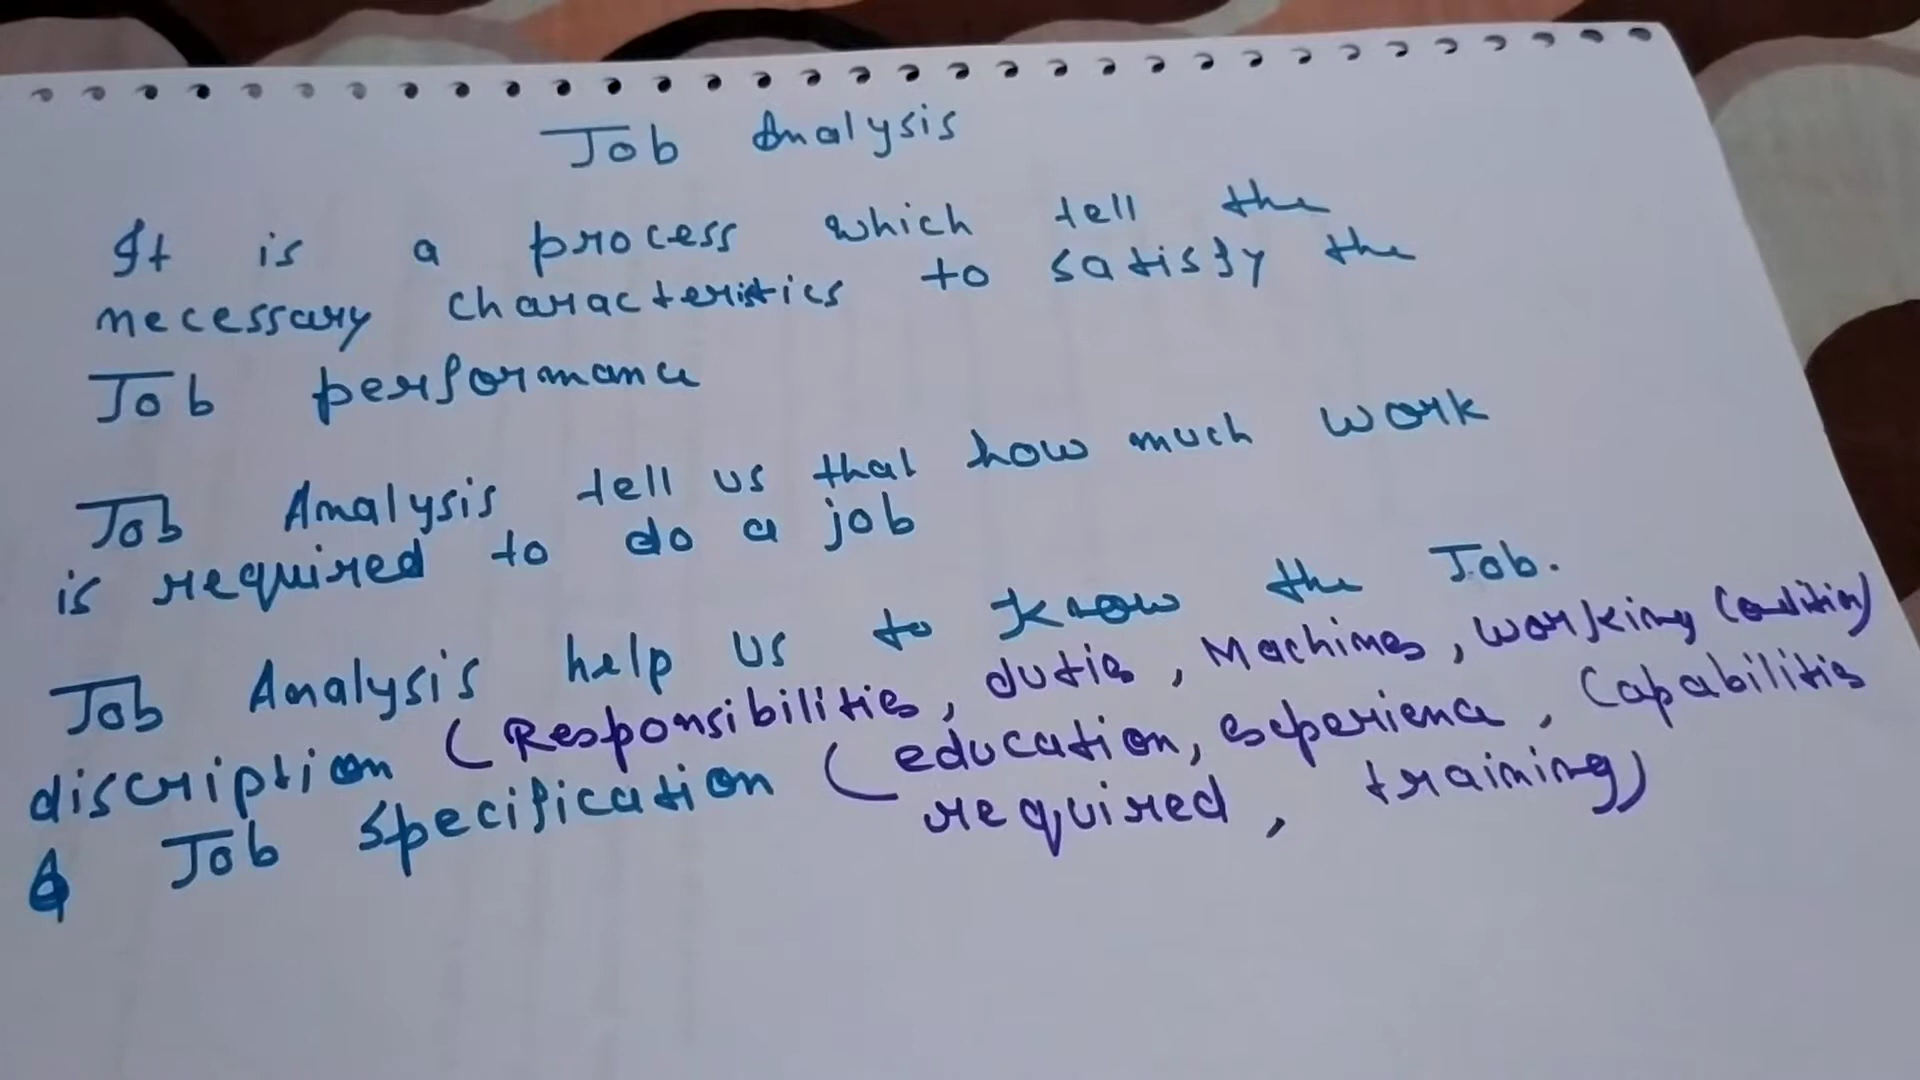 Job Analysis
It is a process which tell the
necessary characteristics to satisfy the
Job performance
Job Analysis tell us that how much work
is required to do a job
Job Analysis help us to know the Job.
discription (Responsibilities, duties, Machines, working Condition)
& Job specification (education, experience, Capabilities
required, training)